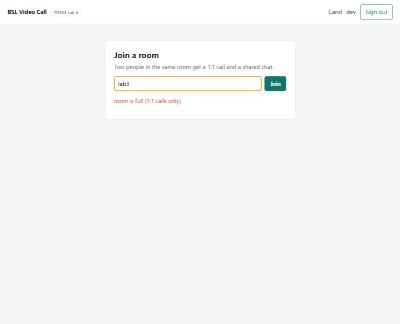 BSL Video Call
Carol · dev
Sign out
Join a room
Two people in the same room get a 1:1 call and a shared chat.
lab3
Join
room is full (1:1 calls only)